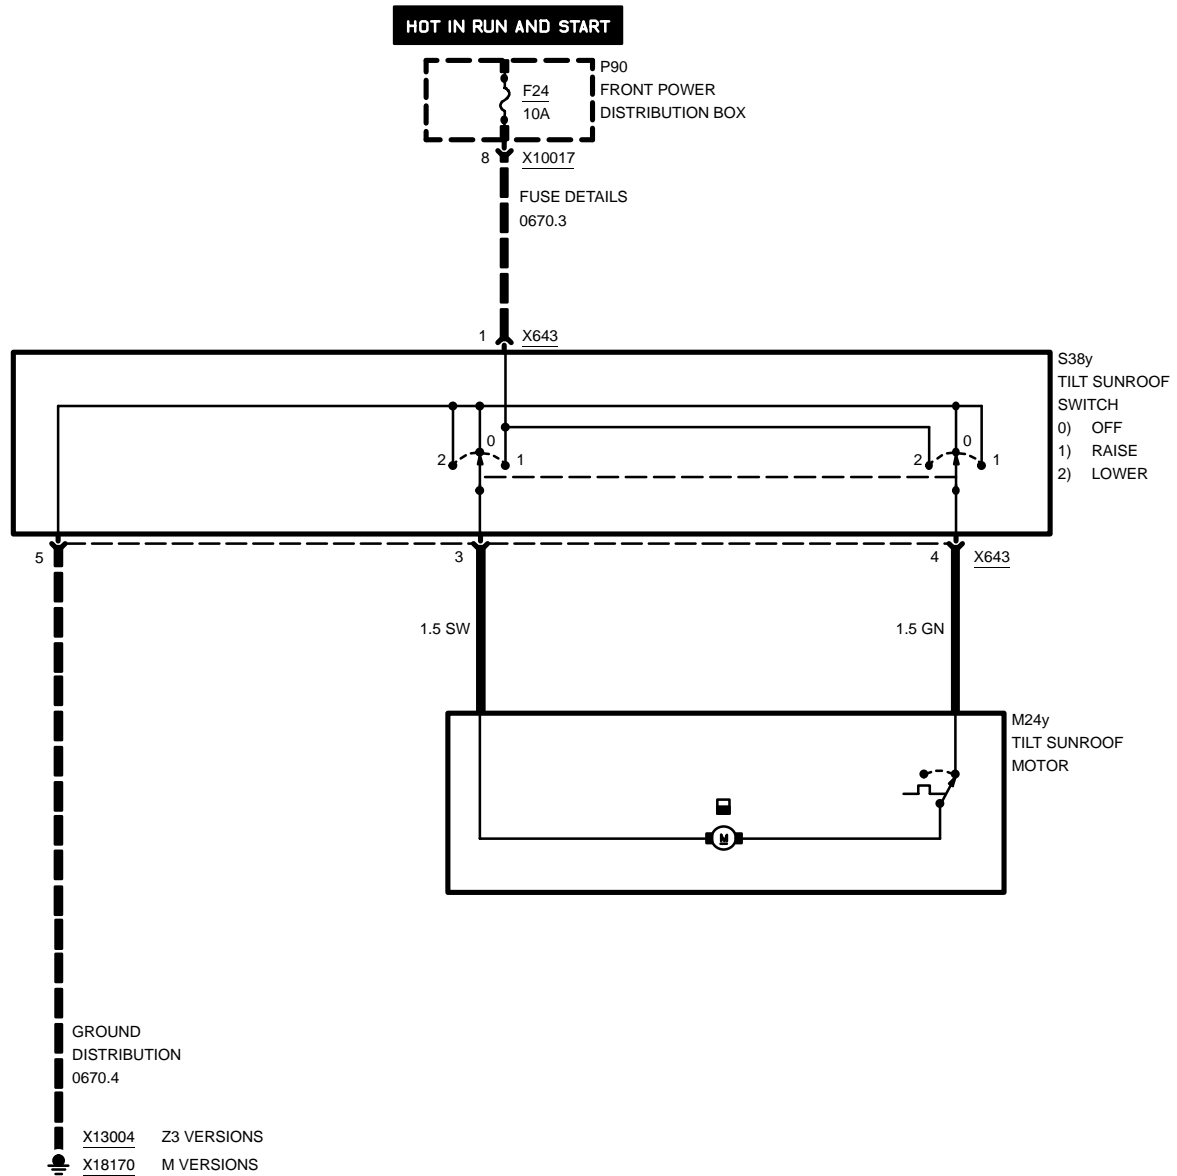 HOT IN RUN AND START
P90
F24
FRONT POWER
10A
DISTRIBUTION BOX
8
X10017
FUSE DETAILS
0670.3
1
X643
S38y
TILT SUNROOF
SWITCH
0) OFF
1) RAISE
2) LOWER
2
0
1
2
0
1
5
3
4
X643
1.5 SW
1.5 GN
M24y
TILT SUNROOF
MOTOR
M
GROUND
DISTRIBUTION
0670.4
X13004 Z3 VERSIONS
X18170 M VERSIONS